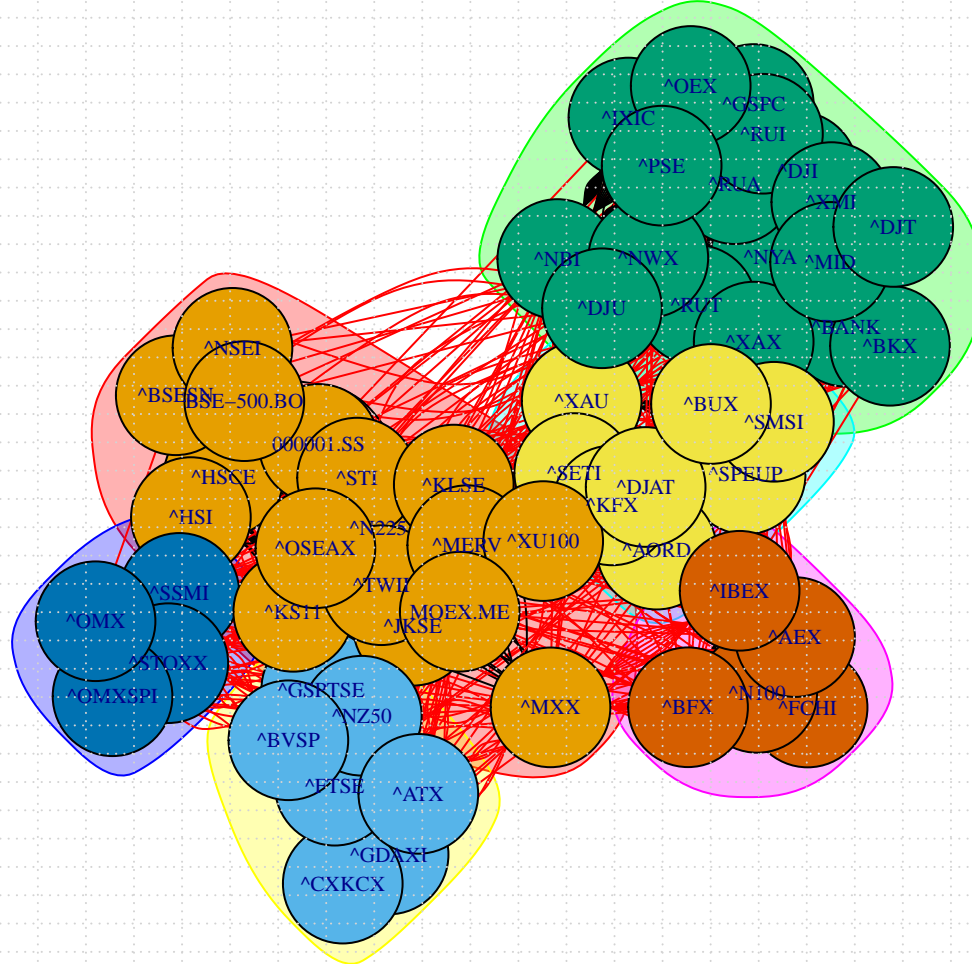 ^OEX
^GSPC
^IXIC
^RUI
^PSE
^DJI
^RUA
^XMI
^DJT
^NBI
^NWX
^NYA
^MID
^DJU
^RUT
^BANK
^XAX
^BKX
^NSEI
^BSESN
BSE-500.BO
^XAU
^BUX
^SMSI
000001.SS
^HSCE
^STI
^KLSE
^SETI
^DJAT
^SPEUP
^KFX
^HSI
^N225
^OSEAX
^MERV
^XU100
^AORD
^SSMI
^TWII
^IBEX
^OMX
^KS11
MOEX.ME
^JKSE
^AEX
^STOXX
^OMXSPI
^GSPTSE
^N100
^NZ50
^MXX
^BFX
^FCHI
^BVSP
^FTSE
^ATX
^GDAXI
^CXKCX